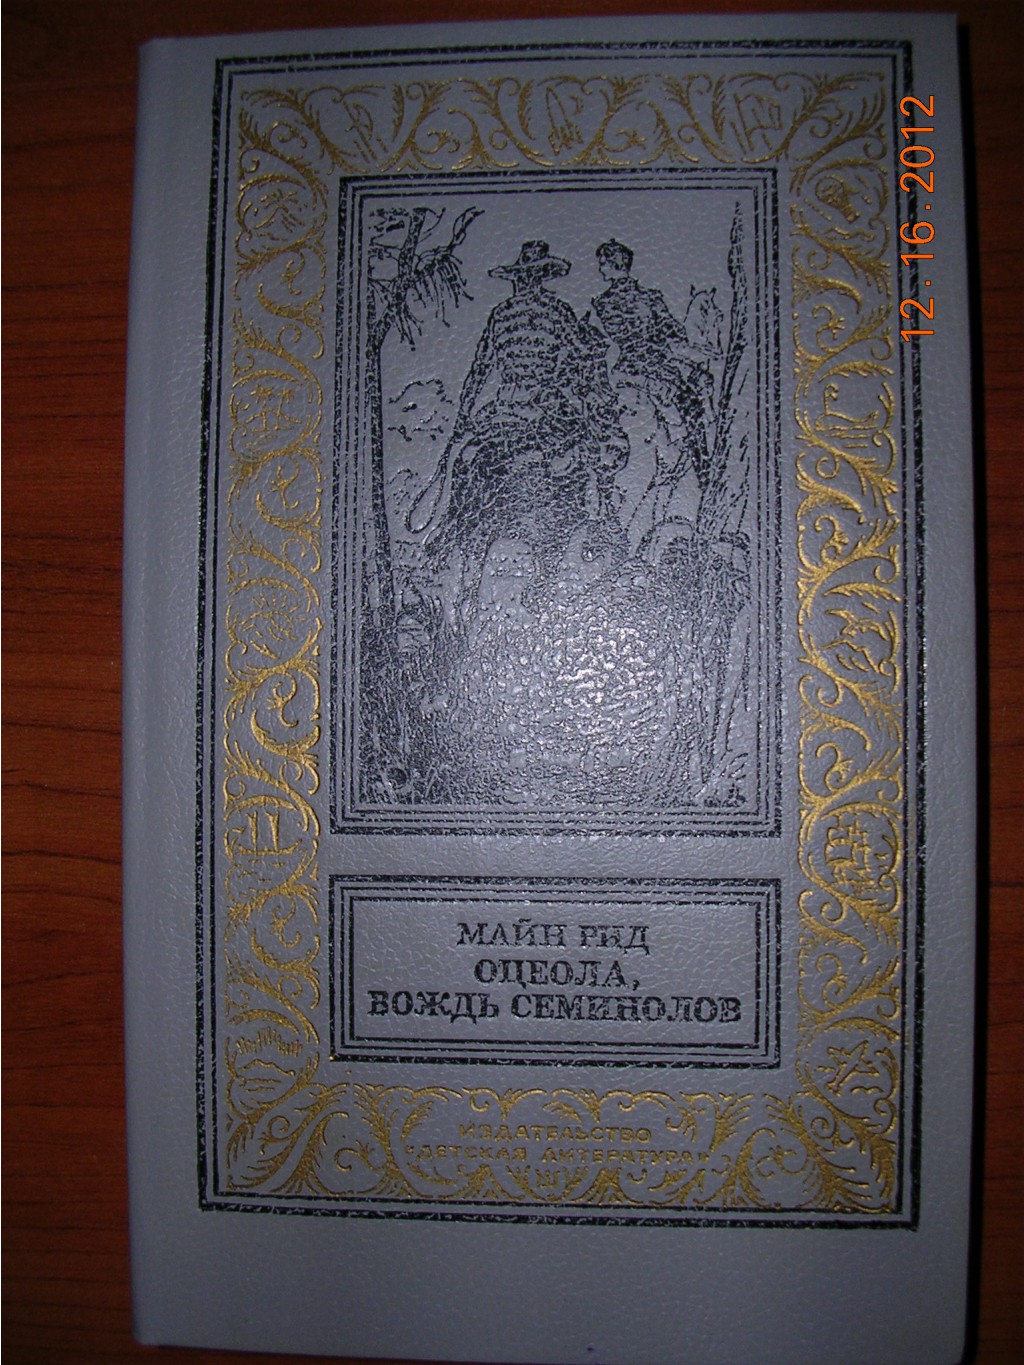 МАЙН РИД
ОЦЕОЛА,
ВОЖДЬ СЕМИНОЛОВ
ИЗДАТЕЛЬСТВО
«ДЕТСКАЯ ЛИТЕРАТУРА»
12.16.2012